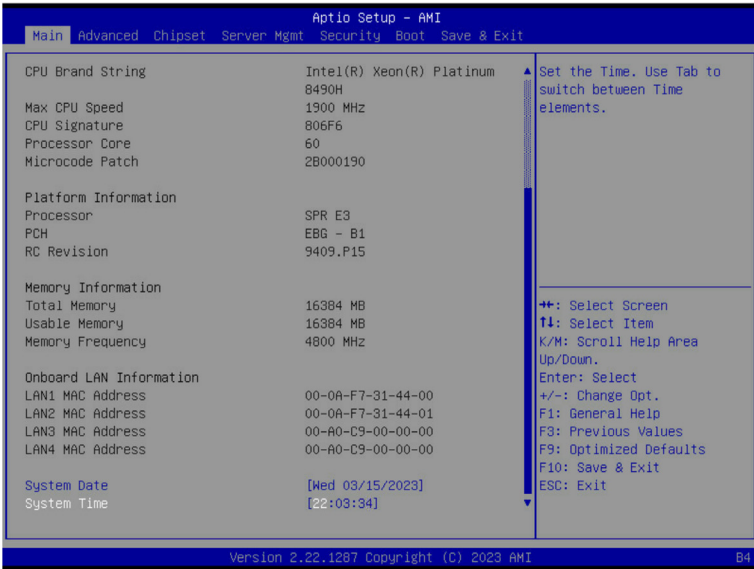 Aptio Setup – AMI
Main Advanced Chipset Server Mgmt Security Boot Save & Exit
CPU Brand String Intel(R) Xeon(R) Platinum
8490H
Max CPU Speed 1900 MHz
CPU Signature 806F6
Processor Core 60
Microcode Patch 2B000190
Platform Information
Processor SPR E3
PCH EBG – B1
RC Revision 9409.P15
Memory Information
Total Memory 16384 MB
Usable Memory 16384 MB
Memory Frequency 4800 MHz
Onboard LAN Information
LAN1 MAC Address 00-0A-F7-31-44-00
LAN2 MAC Address 00-0A-F7-31-44-01
LAN3 MAC Address 00-A0-C9-00-00-00
LAN4 MAC Address 00-A0-C9-00-00-00
System Date [Wed 03/15/2023]
System Time [22:03:34]
Set the Time. Use Tab to
switch between Time
elements.
→←: Select Screen
↑↓: Select Item
K/M: Scroll Help Area
Up/Down.
Enter: Select
+/-: Change Opt.
F1: General Help
F3: Previous Values
F9: Optimized Defaults
F10: Save & Exit
ESC: Exit
Version 2.22.1287 Copyright (C) 2023 AMI
B4